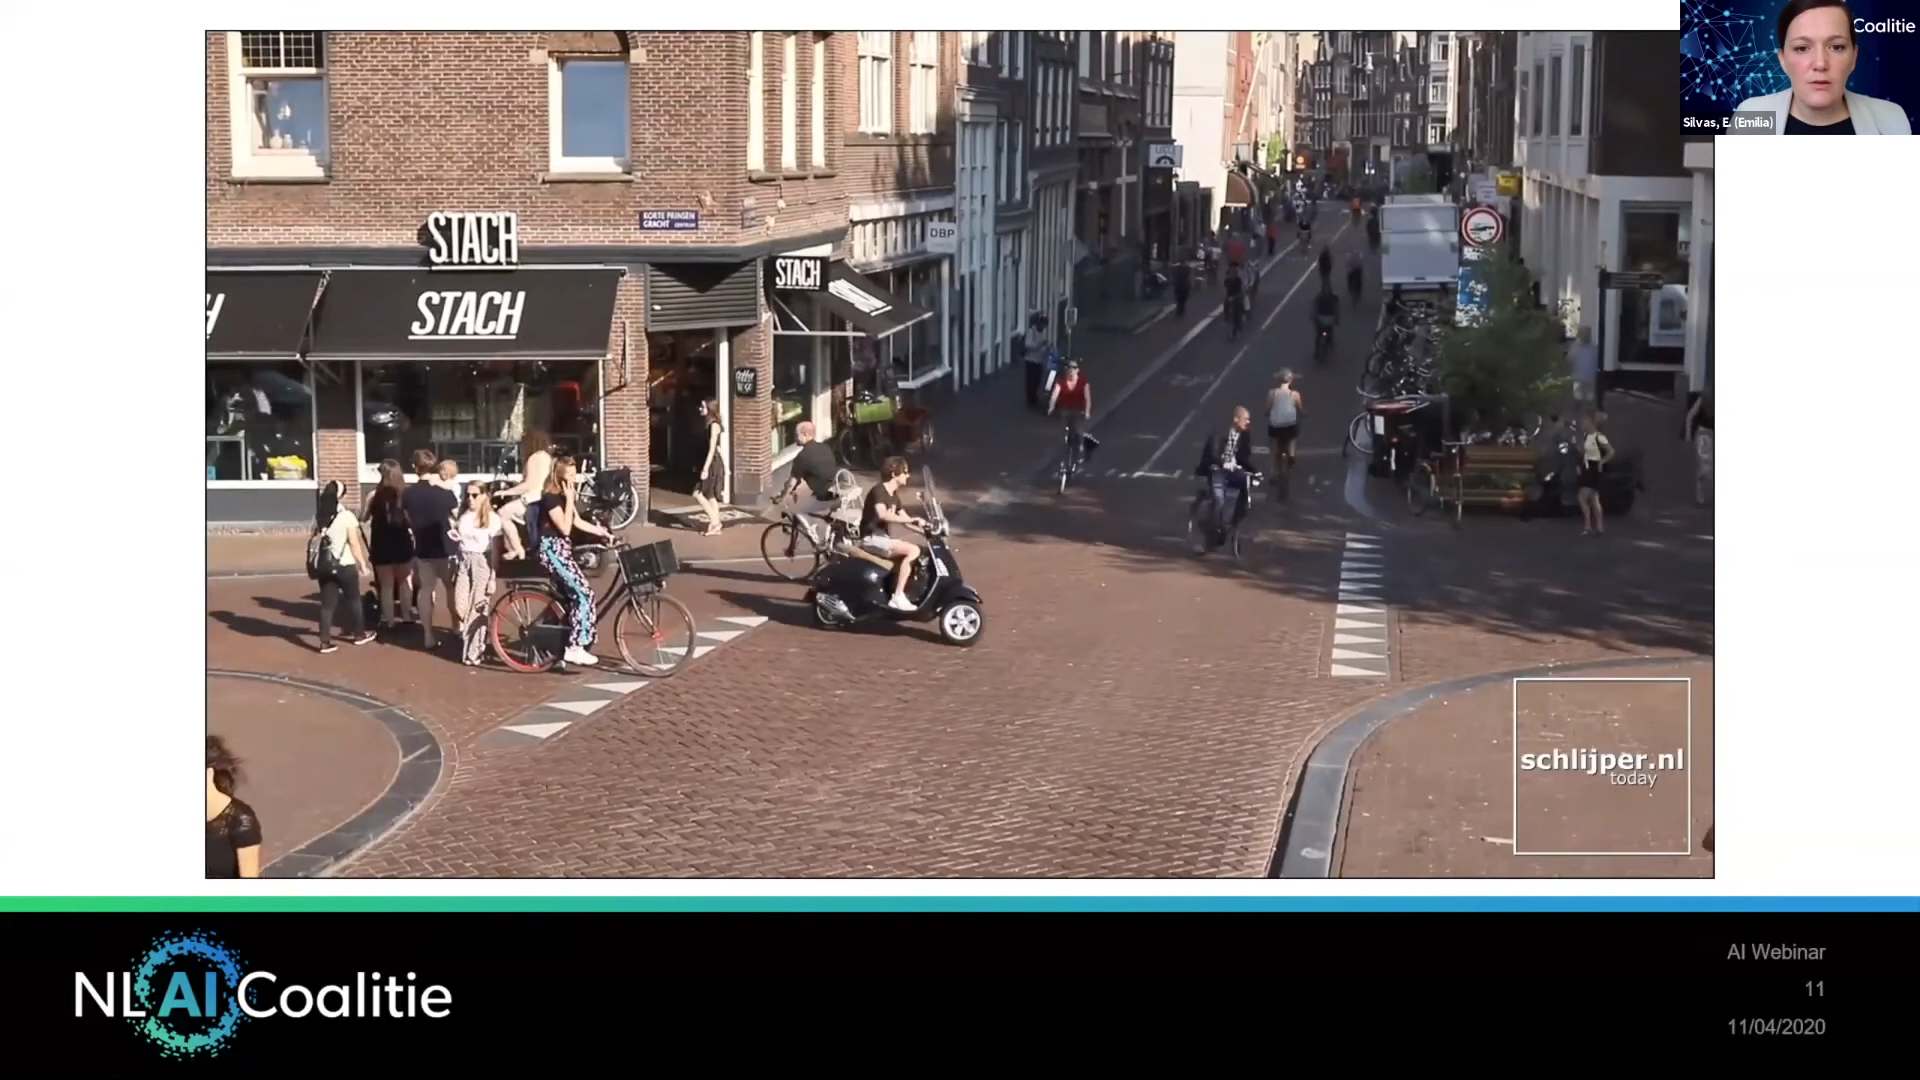 Coalitie
Silvas, E. (Emilia)
STACH
KORTE PRINSEN
GRACHT CENTRUM
DBP
STACH
STACH
schlijper.nl
today
NL AI Coalitie
AI Webinar
11
11/04/2020